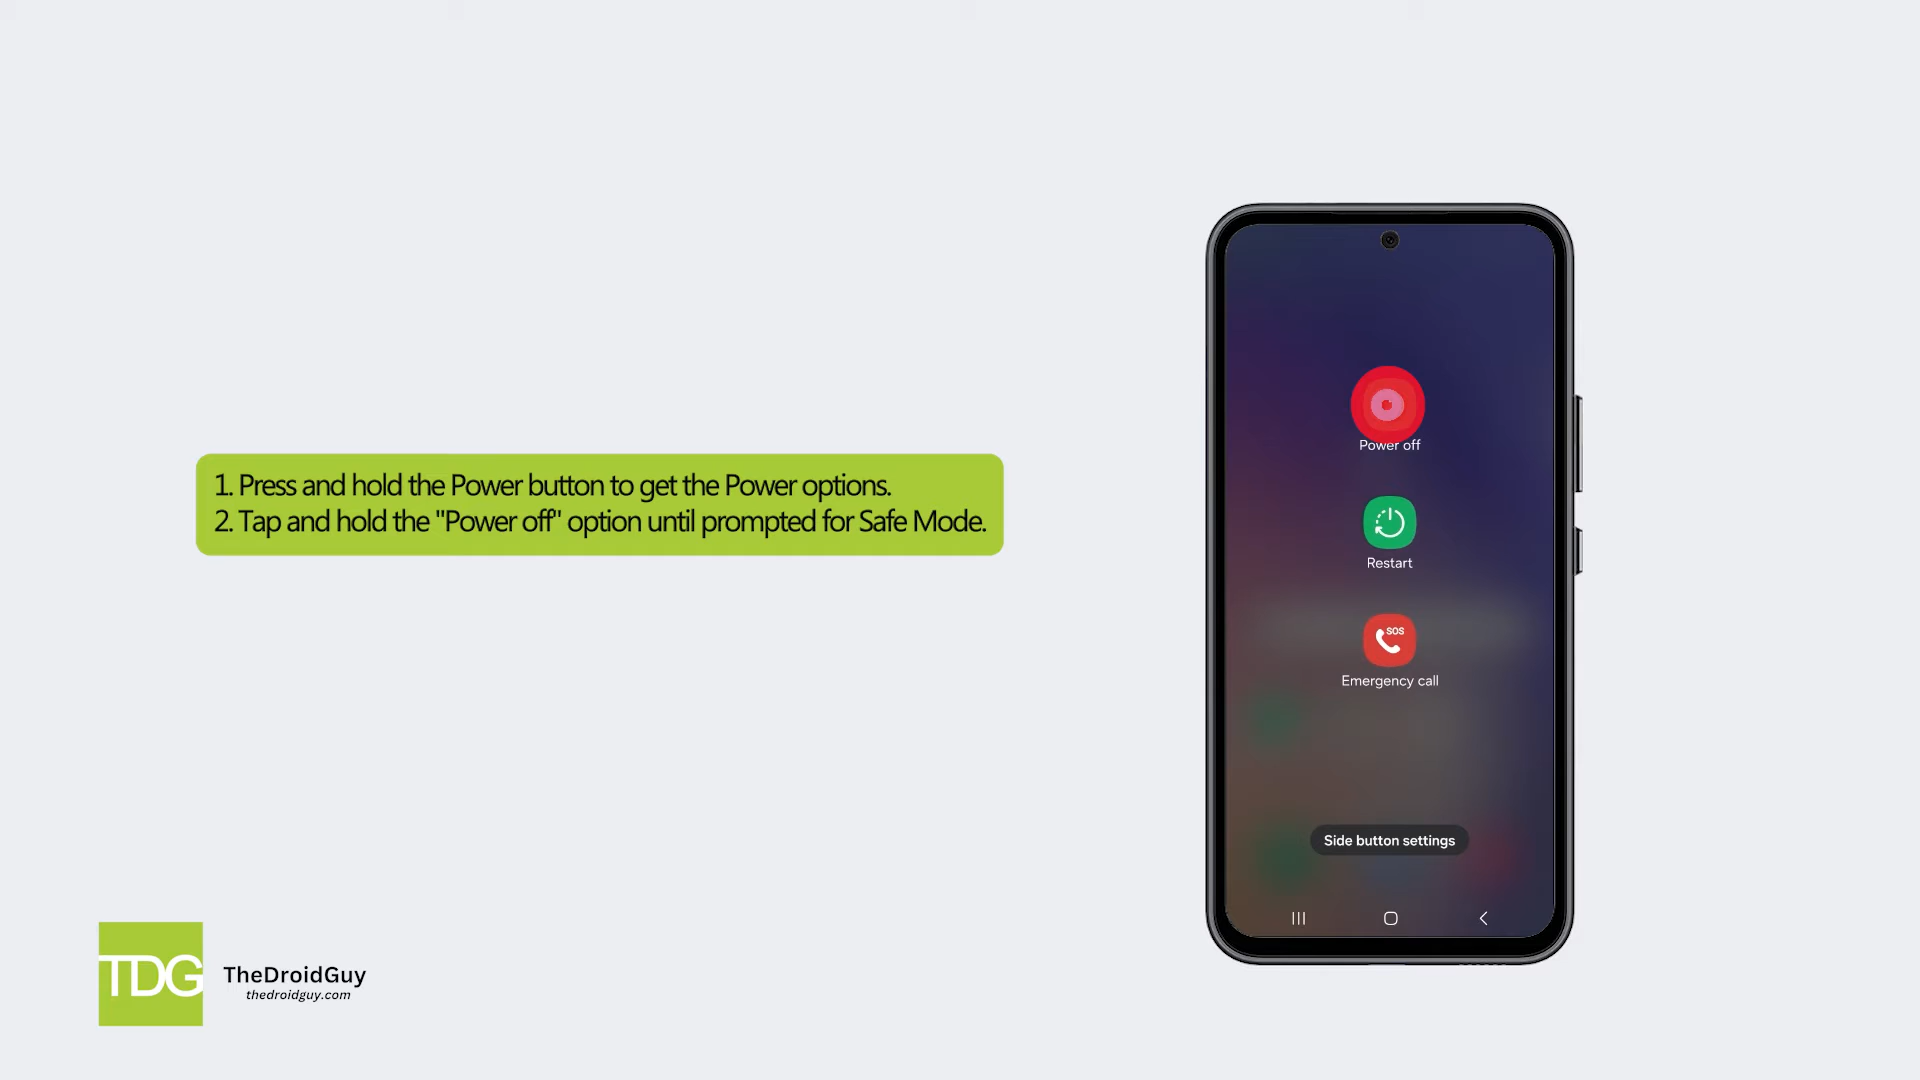 1. Press and hold the Power button to get the Power options.
2. Tap and hold the "Power off" option until prompted for Safe Mode.
Power off
Restart
SOS
Emergency call
Side button settings
TDG
TheDroidGuy
thedroidguy.com